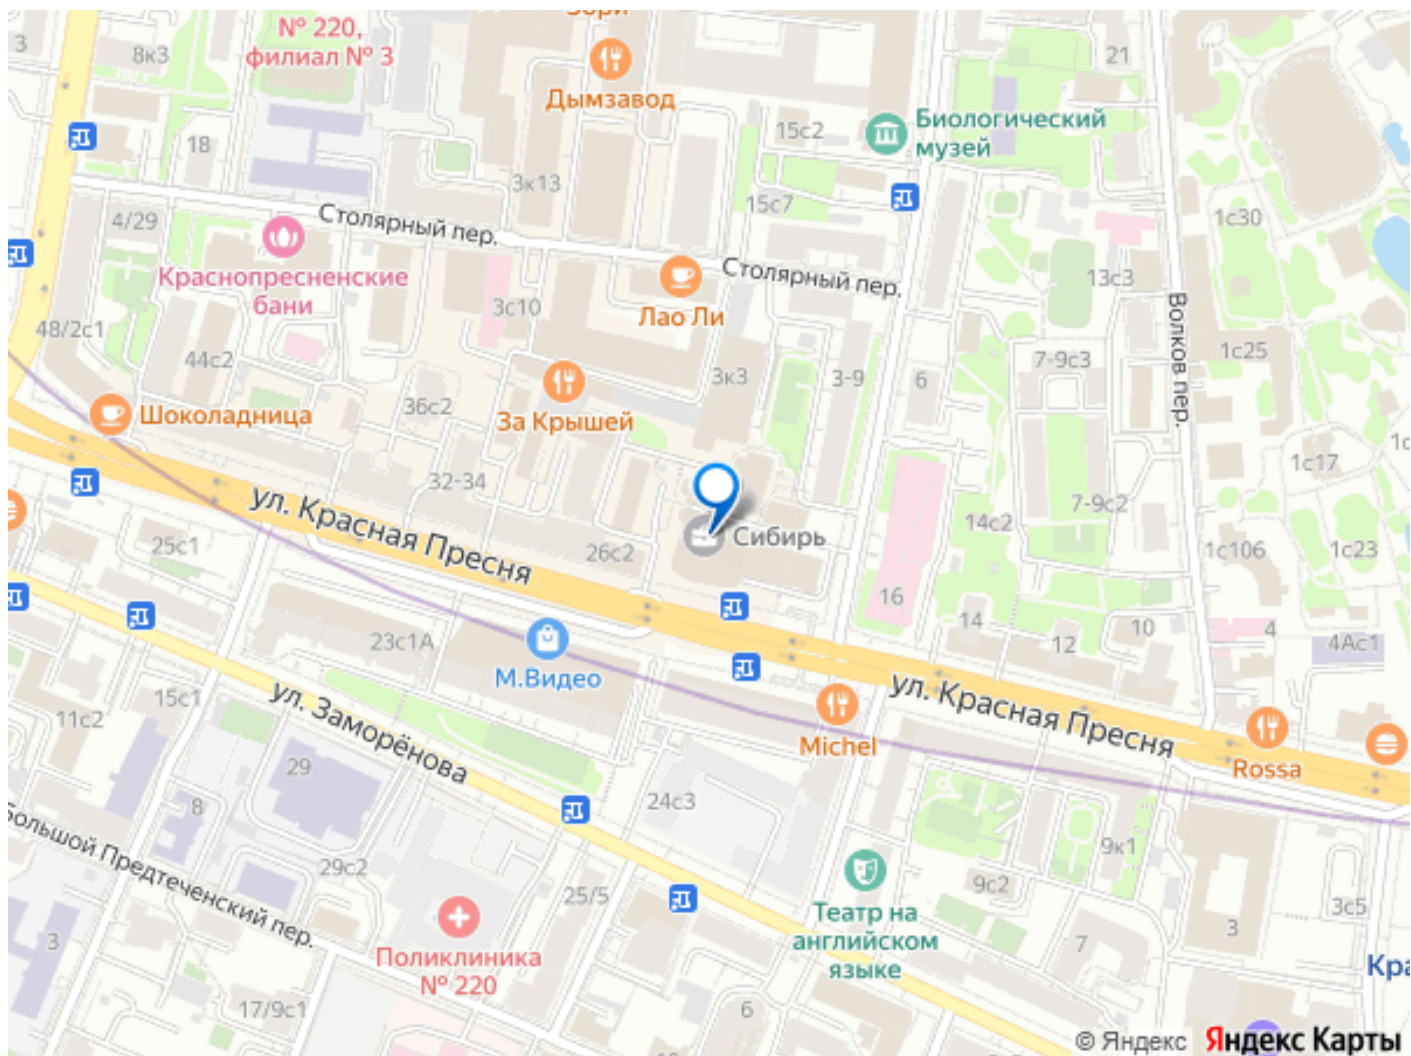 № 220,
филиал № 3
3
8к3
21
Дымзавод
15с2
Биологический
музей
18
3к13
15с7
4/29
Столярный пер.
1с30
Краснопресненские
бани
Столярный пер.
13с3
3с10
Лао Ли
Волков пер.
48/2с1
44с2
3к3
3-9
6
7-9с3
1с25
Шоколадница
36с2
За Крышей
1с17
32-34
7-9с2
ул. Красная Пресня
14с2
25с1
26с2
Сибирь
1с106
1с23
16
14
12
10
4
4Ас1
23с1А
М.Видео
15с1
11с2
ул. Заморёнова
ул. Красная Пресня
Michel
Rossa
29
8
24с3
29с2
9к1
Большой Предтеченский пер.
25/5
9с2
3с5
Театр на
английском
языке
3
Поликлиника
№ 220
7
3
Кра
17/9с1
6
© Яндекс Яндекс Карты